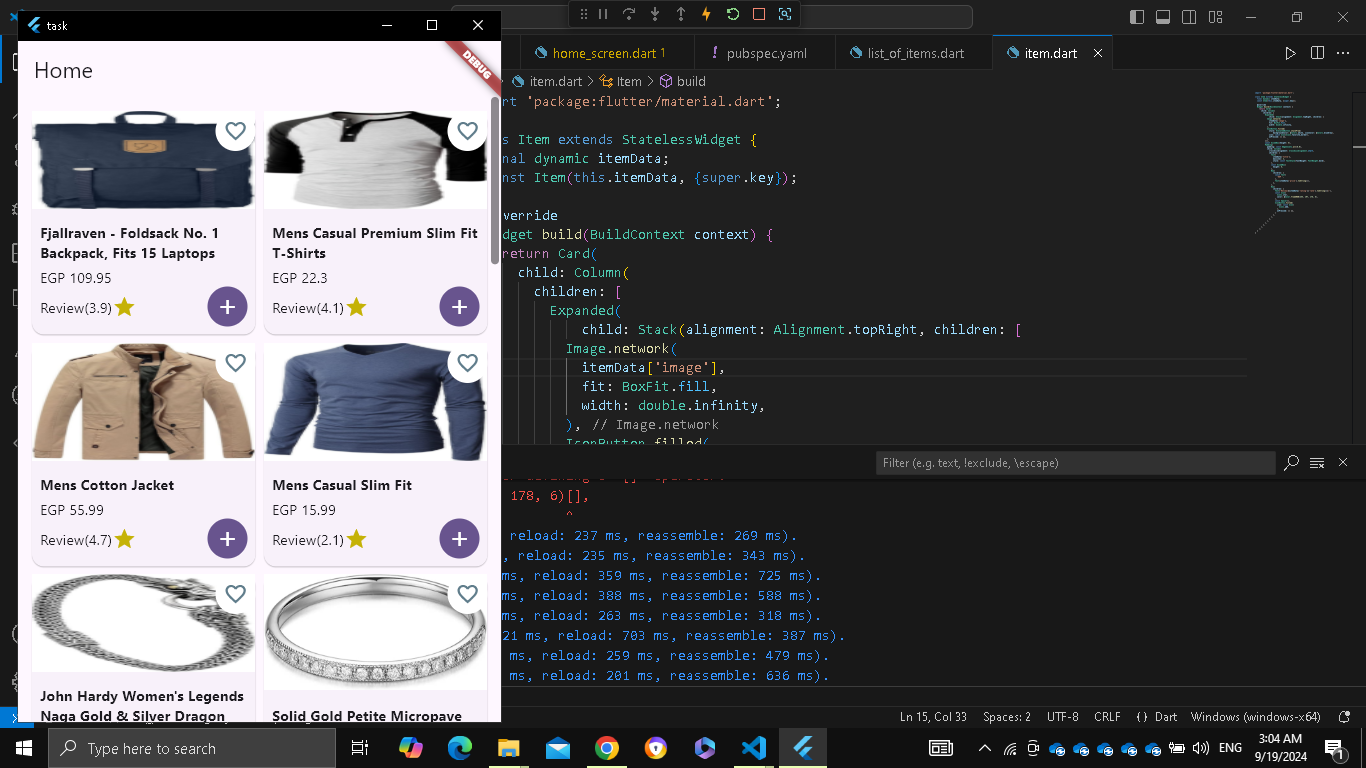 task
DEBUG
Home
Fjallraven - Foldsack No. 1
Backpack, Fits 15 Laptops
EGP 109.95
Review(3.9)
Mens Casual Premium Slim Fit
T-Shirts
EGP 22.3
Review(4.1)
Mens Cotton Jacket
EGP 55.99
Review(4.7)
Mens Casual Slim Fit
EGP 15.99
Review(2.1)
John Hardy Women's Legends
Naga Gold & Silver Dragon
Solid Gold Petite Micropave
home_screen.dart 1
pubspec.yaml
list_of_items.dart
item.dart
item.dart > Item > build
rt 'package:flutter/material.dart';
s Item extends StatelessWidget {
nal dynamic itemData;
nst Item(this.itemData, {super.key});
verride
dget build(BuildContext context) {
return Card(
child: Column(
children: [
Expanded(
child: Stack(alignment: Alignment.topRight, children: [
Image.network(
itemData['image'],
fit: BoxFit.fill,
width: double.infinity,
), // Image.network
IconButton.filled(
Filter (e.g. text, !exclude, \escape)
178, 6)[],
^
reload: 237 ms, reassemble: 269 ms).
, reload: 235 ms, reassemble: 343 ms).
ms, reload: 359 ms, reassemble: 725 ms).
ms, reload: 388 ms, reassemble: 588 ms).
ms, reload: 263 ms, reassemble: 318 ms).
21 ms, reload: 703 ms, reassemble: 387 ms).
ms, reload: 259 ms, reassemble: 479 ms).
ms, reload: 201 ms, reassemble: 636 ms).
Ln 15, Col 33
Spaces: 2
UTF-8
CRLF
{ } Dart
Windows (windows-x64)
Type here to search
ENG
3:04 AM
9/19/2024
1